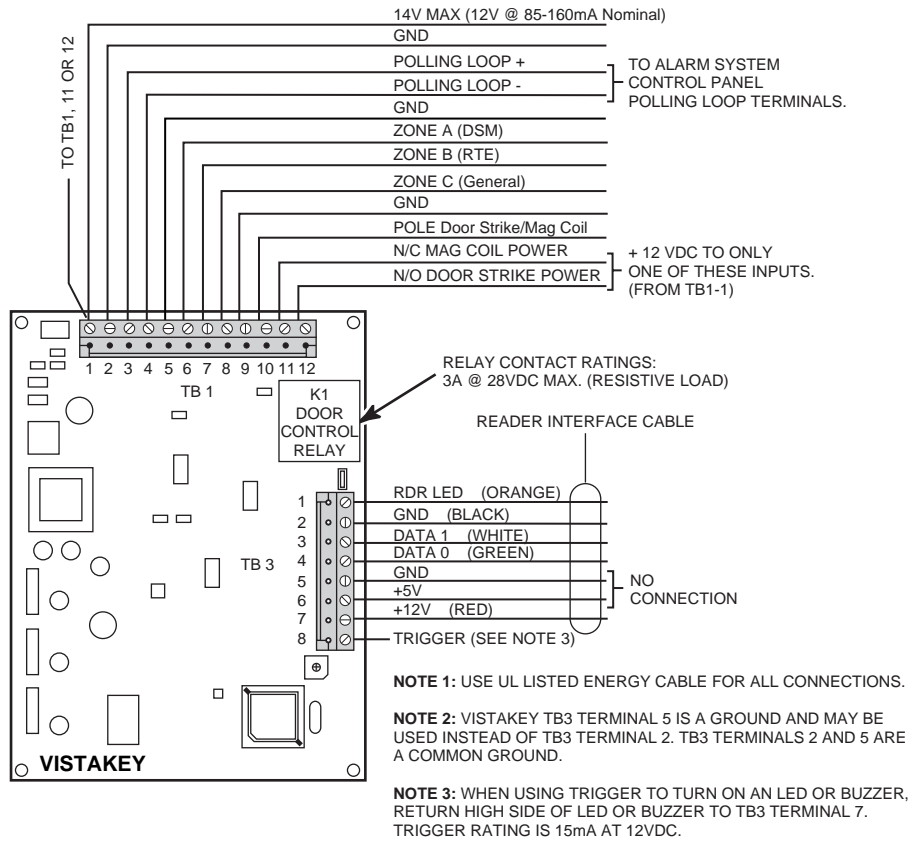 14V MAX (12V @ 85-160mA Nominal)
GND
POLLING LOOP +
POLLING LOOP -
TO ALARM SYSTEM
CONTROL PANEL
POLLING LOOP TERMINALS.
GND
ZONE A (DSM)
ZONE B (RTE)
ZONE C (General)
GND
POLE Door Strike/Mag Coil
N/C MAG COIL POWER
N/O DOOR STRIKE POWER
+ 12 VDC TO ONLY
ONE OF THESE INPUTS.
(FROM TB1-1)
TO TB1, 11 OR 12
1 2 3 4 5 6 7 8 9 10 11 12
TB 1
K1
DOOR
CONTROL
RELAY
RELAY CONTACT RATINGS:
3A @ 28VDC MAX. (RESISTIVE LOAD)
READER INTERFACE CABLE
TB 3
1 RDR LED (ORANGE)
2 GND (BLACK)
3 DATA 1 (WHITE)
4 DATA 0 (GREEN)
5 GND
6 +5V
7 +12V (RED)
8 TRIGGER (SEE NOTE 3)
NO
CONNECTION
VISTAKEY
NOTE 1: USE UL LISTED ENERGY CABLE FOR ALL CONNECTIONS.
NOTE 2: VISTAKEY TB3 TERMINAL 5 IS A GROUND AND MAY BE
USED INSTEAD OF TB3 TERMINAL 2. TB3 TERMINALS 2 AND 5 ARE
A COMMON GROUND.
NOTE 3: WHEN USING TRIGGER TO TURN ON AN LED OR BUZZER,
RETURN HIGH SIDE OF LED OR BUZZER TO TB3 TERMINAL 7.
TRIGGER RATING IS 15mA AT 12VDC.